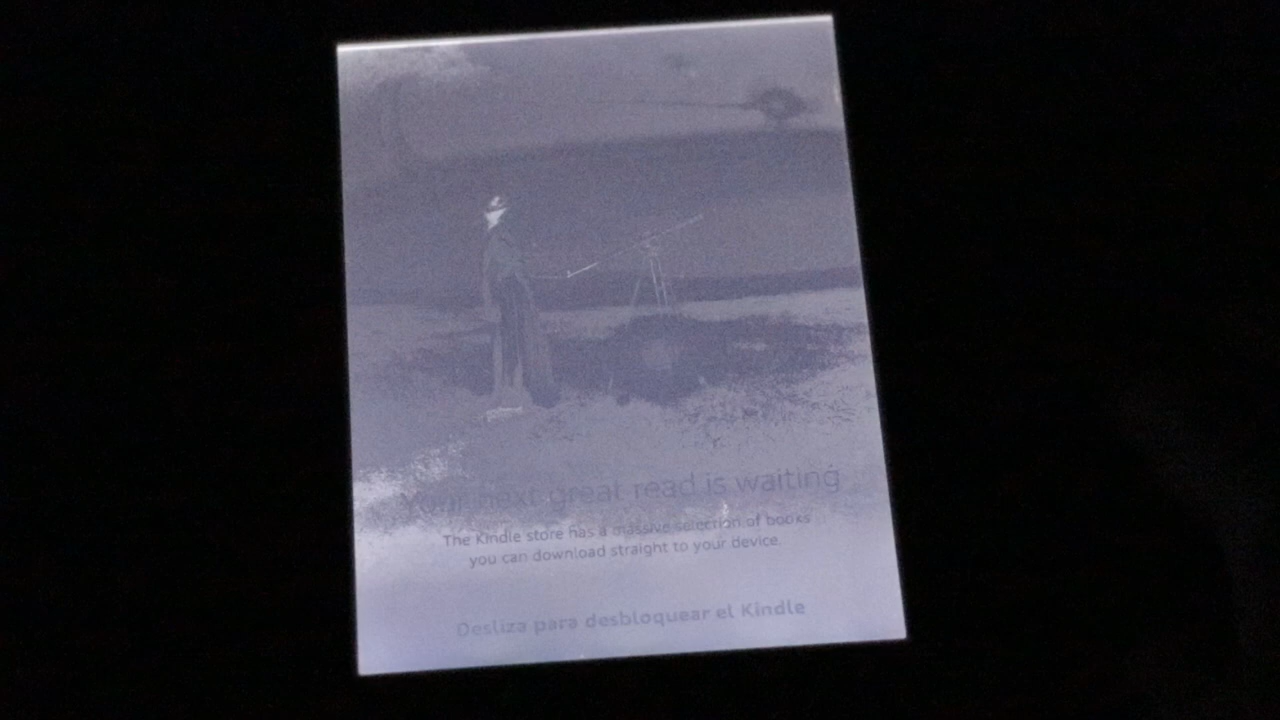 Your next great read is waiting
The Kindle store has a massive selection of books
you can download straight to your device.
Desliza para desbloquear el Kindle